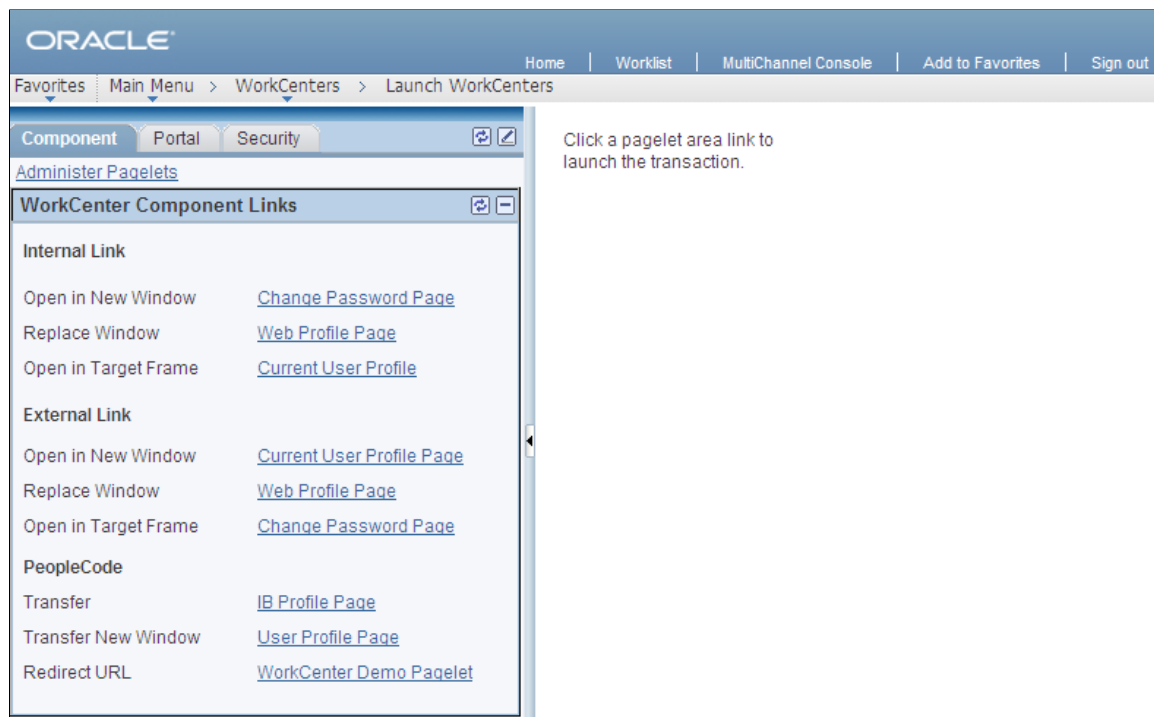 ORACLE
Home | Worklist | MultiChannel Console | Add to Favorites | Sign out
Favorites Main Menu > WorkCenters > Launch WorkCenters
Component Portal Security
Administer Pagelets
WorkCenter Component Links
Internal Link
Open in New Window Change Password Page
Replace Window Web Profile Page
Open in Target Frame Current User Profile
External Link
Open in New Window Current User Profile Page
Replace Window Web Profile Page
Open in Target Frame Change Password Page
PeopleCode
Transfer IB Profile Page
Transfer New Window User Profile Page
Redirect URL WorkCenter Demo Pagelet
Click a pagelet area link to
launch the transaction.